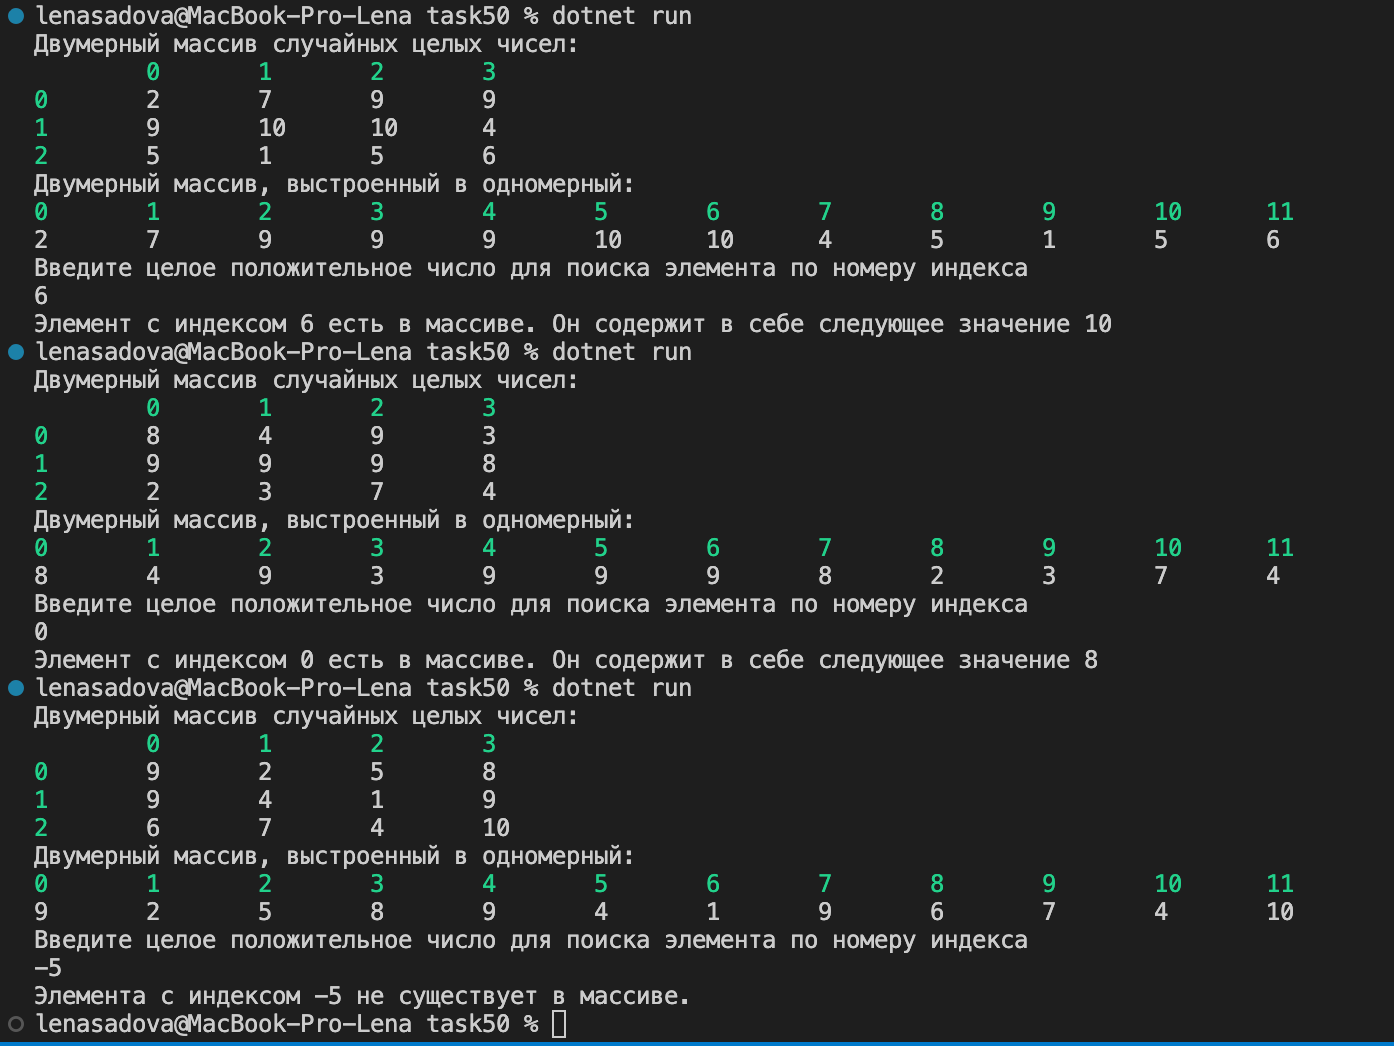 lenasadova@MacBook-Pro-Lena task50 % dotnet run
Двумерный массив случайных целых чисел:
0 1 2 3
0 2 7 9 9
1 9 10 10 4
2 5 1 5 6
Двумерный массив, выстроенный в одномерный:
0 1 2 3 4 5 6 7 8 9 10 11
2 7 9 9 9 10 10 4 5 1 5 6
Введите целое положительное число для поиска элемента по номеру индекса
6
Элемент с индексом 6 есть в массиве. Он содержит в себе следующее значение 10
lenasadova@MacBook-Pro-Lena task50 % dotnet run
Двумерный массив случайных целых чисел:
0 1 2 3
0 8 4 9 3
1 9 9 9 8
2 2 3 7 4
Двумерный массив, выстроенный в одномерный:
0 1 2 3 4 5 6 7 8 9 10 11
8 4 9 3 9 9 9 8 2 3 7 4
Введите целое положительное число для поиска элемента по номеру индекса
0
Элемент с индексом 0 есть в массиве. Он содержит в себе следующее значение 8
lenasadova@MacBook-Pro-Lena task50 % dotnet run
Двумерный массив случайных целых чисел:
0 1 2 3
0 9 2 5 8
1 9 4 1 9
2 6 7 4 10
Двумерный массив, выстроенный в одномерный:
0 1 2 3 4 5 6 7 8 9 10 11
9 2 5 8 9 4 1 9 6 7 4 10
Введите целое положительное число для поиска элемента по номеру индекса
-5
Элемента с индексом -5 не существует в массиве.
lenasadova@MacBook-Pro-Lena task50 %